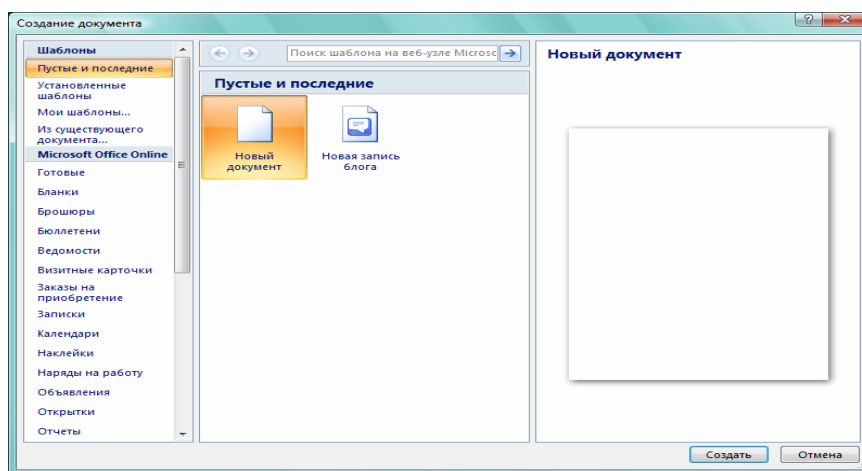 Создание документа
Шаблоны
Пустые и последние
Установленные
шаблоны
Мои шаблоны...
Из существующего
документа...
Microsoft Office Online
Готовые
Бланки
Брошюры
Бюллетени
Ведомости
Визитные карточки
Заказы на
приобретение
Записки
Календари
Наклейки
Наряды на работу
Объявления
Открытки
Отчеты
Поиск шаблона на веб-узле Microsc
Пустые и последние
Новый
документ
Новая запись
блога
Новый документ
Создать
Отмена